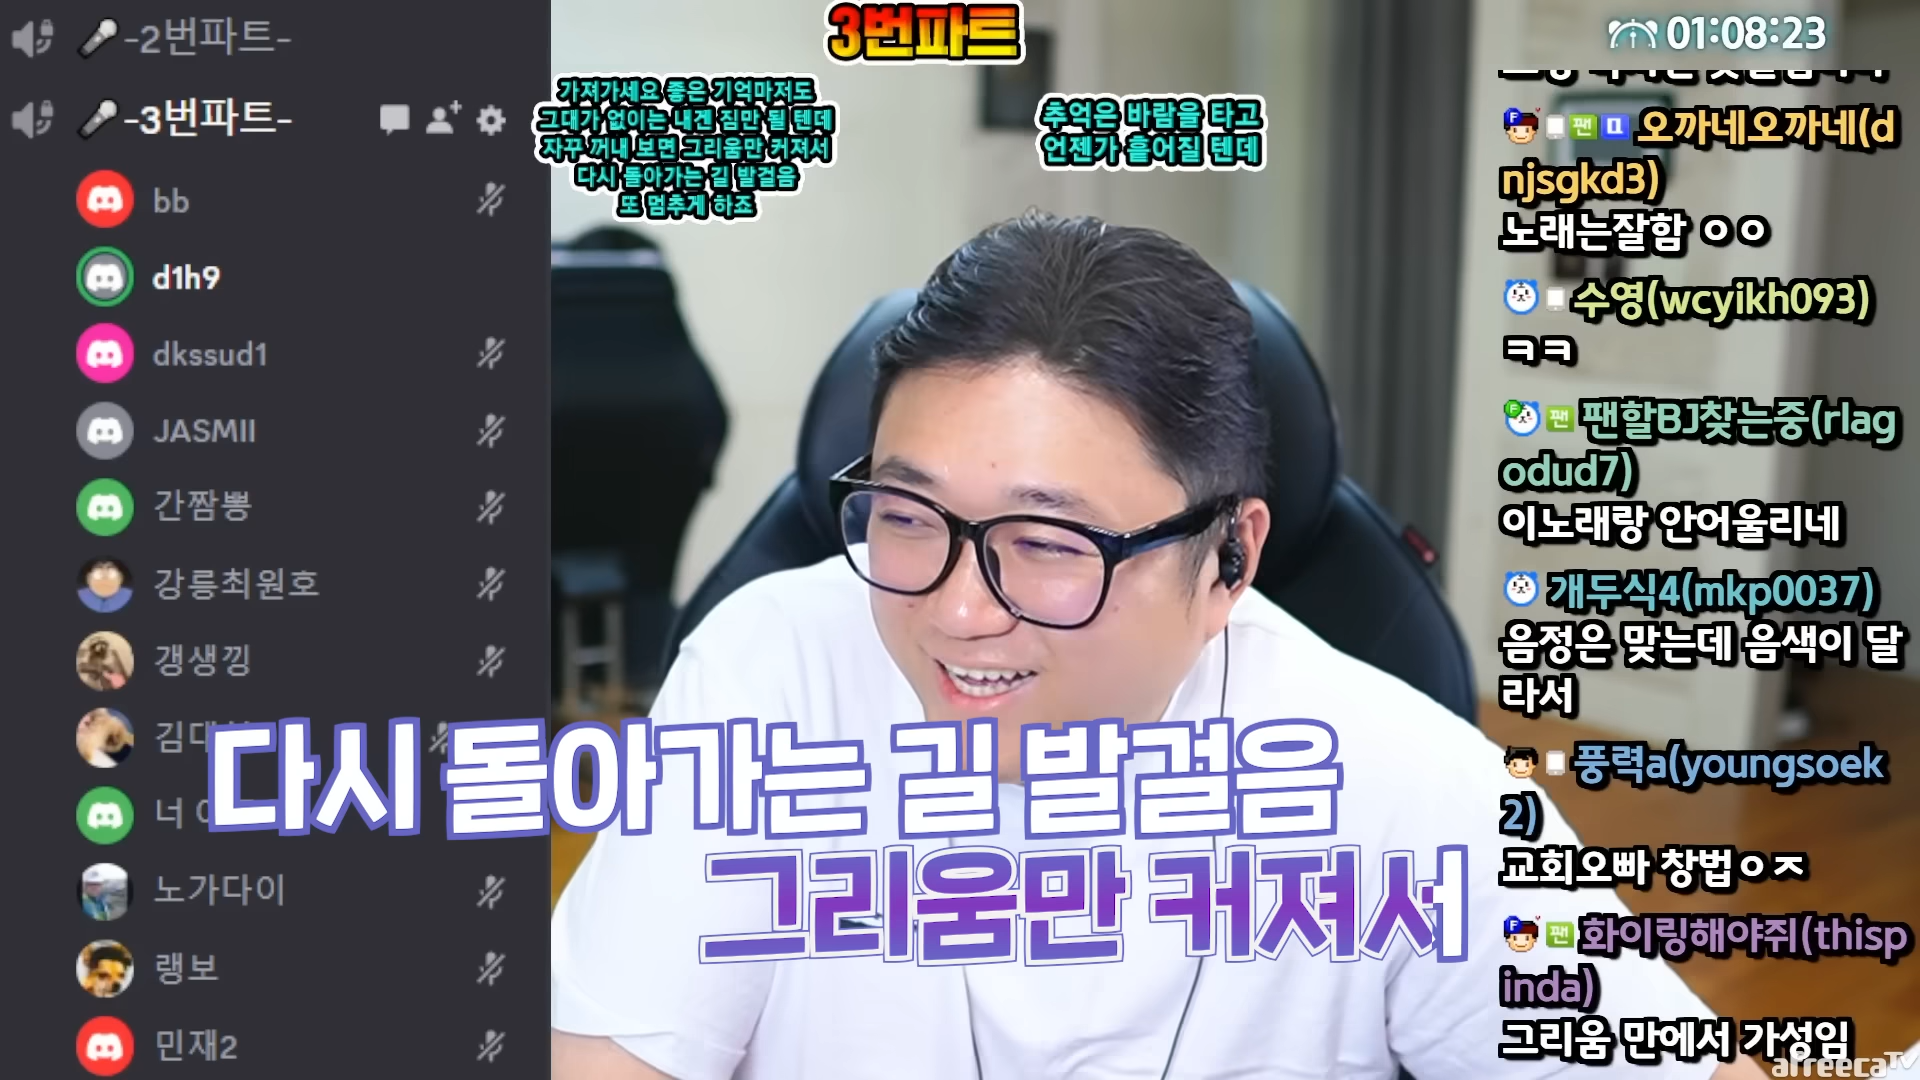 -2번파트-
-3번파트-
bb
d1h9
dkssud1
JASMII
간짬뽕
강릉최원호
갱생낑
김대
너
노가다이
랭보
민재2
3번파트
가져가세요 좋은 기억마저도
그대가 없이는 내겐 짐만 될 텐데
자꾸 꺼내 보면 그리움만 커져서
다시 돌아가는 길 발걸음
또 멈추게 하죠
추억은 바람을 타고
언젠가 흩어질 텐데
다시 돌아가는 길 발걸음
그리움만 커져서
01:08:23
팬 오까네오까네(d
njsgkd3)
노래는잘함 ㅇㅇ
수영(wcyikh093)
ㅋㅋ
팬 팬할BJ찾는중(rlag
odud7)
이노래랑 안어울리네
개두식4(mkp0037)
음정은 맞는데 음색이 달
라서
풍력a(youngsoek
2)
교회오빠 창법ㅇㅈ
팬 화이링해야쥐(thisp
inda)
그리움 만에서 가성임
afreecaTV